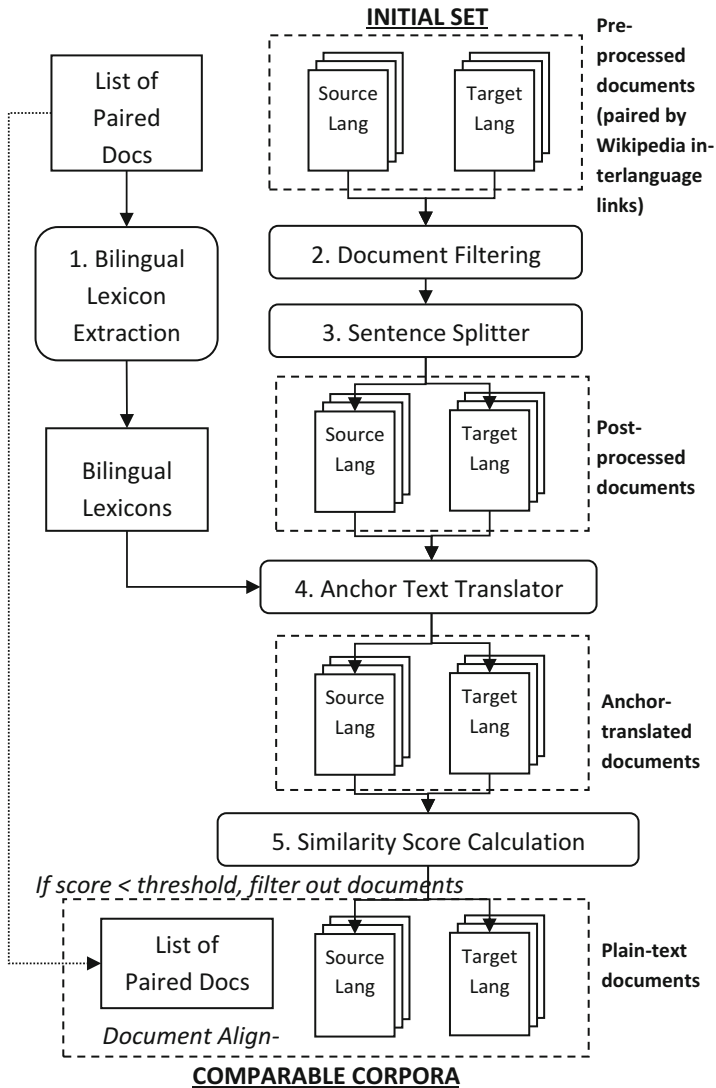 INITIAL SET
List of
Paired
Docs
Source
Lang
Target
Lang
Pre-
processed
documents
(paired by
Wikipedia in-
terlanguage
links)
1. Bilingual
Lexicon
Extraction
2. Document Filtering
3. Sentence Splitter
Bilingual
Lexicons
Source
Lang
Target
Lang
Post-
processed
documents
4. Anchor Text Translator
Source
Lang
Target
Lang
Anchor-
translated
documents
5. Similarity Score Calculation
If score < threshold, filter out documents
List of
Paired Docs
Source
Lang
Target
Lang
Plain-text
documents
Document Align-
COMPARABLE CORPORA